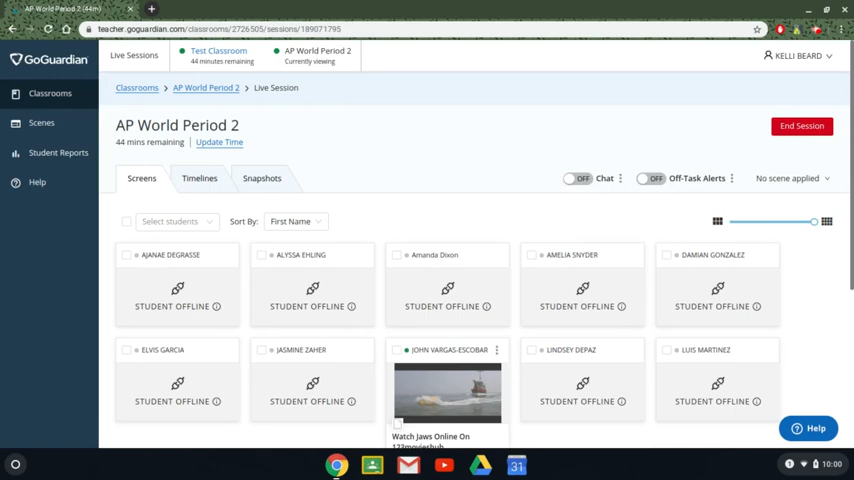 AP World Period 2 (44m)
teacher.goguardian.com/classrooms/2726505/sessions/189071795
GoGuardian
Live Sessions
Test Classroom
44 minutes remaining
AP World Period 2
Currently viewing
KELLI BEARD
Classrooms
Scenes
Student Reports
Help
Classrooms > AP World Period 2 > Live Session
AP World Period 2
44 mins remaining | Update Time
End Session
Screens
Timelines
Snapshots
OFF Chat
OFF Off-Task Alerts
No scene applied
Select students
Sort By: First Name
AJANAE DEGRASSE
ALYSSA EHLING
Amanda Dixon
AMELIA SNYDER
DAMIAN GONZALEZ
STUDENT OFFLINE
STUDENT OFFLINE
STUDENT OFFLINE
STUDENT OFFLINE
STUDENT OFFLINE
ELVIS GARCIA
JASMINE ZAHER
JOHN VARGAS-ESCOBAR
LINDSEY DEPAZ
LUIS MARTINEZ
STUDENT OFFLINE
STUDENT OFFLINE
STUDENT OFFLINE
STUDENT OFFLINE
Watch Jaws Online On
123movieshub
Help
31
1
10:00